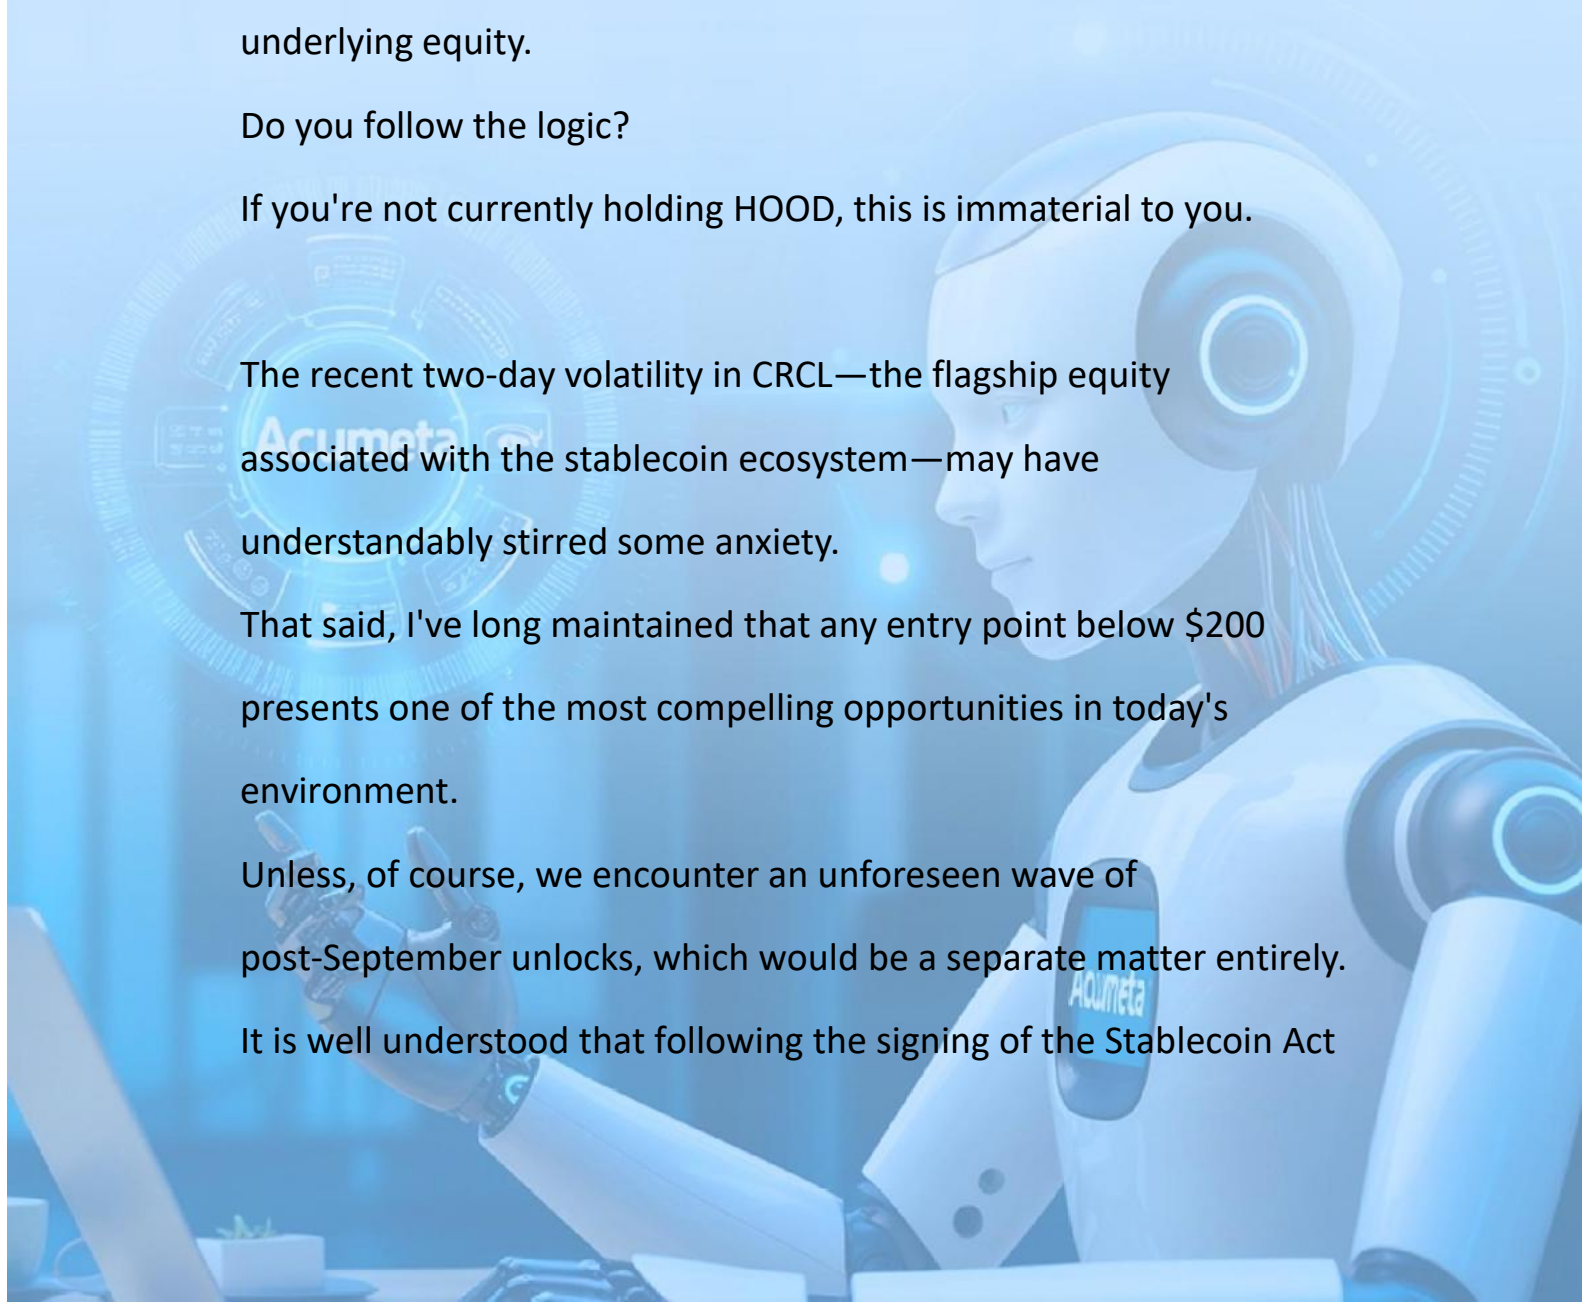 underlying equity.
Do you follow the logic?
If you're not currently holding HOOD, this is immaterial to you.
The recent two-day volatility in CRCL—the flagship equity
Acumeta
associated with the stablecoin ecosystem—may have
understandably stirred some anxiety.
That said, I've long maintained that any entry point below $200
presents one of the most compelling opportunities in today's
environment.
Unless, of course, we encounter an unforeseen wave of
post-September unlocks, which would be a separate matter entirely.
Acumeta
It is well understood that following the signing of the Stablecoin Act